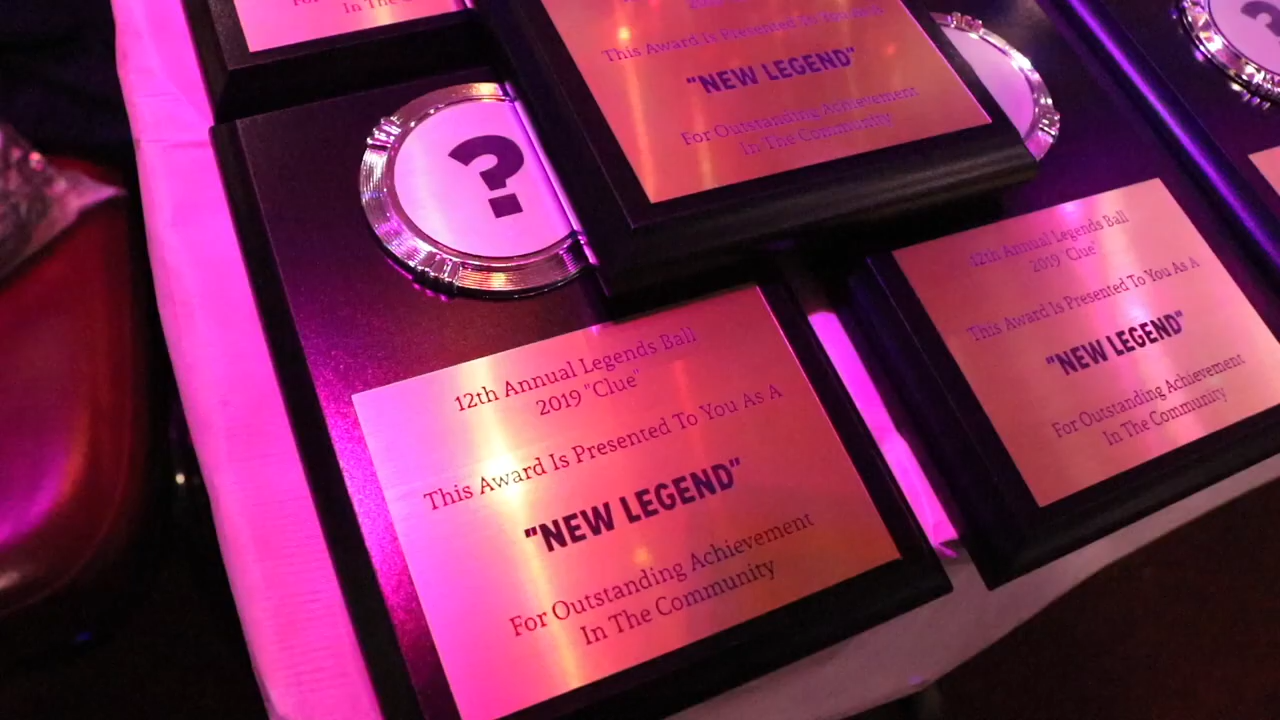 In The
This Award Is Presented To You As A
"NEW LEGEND"
For Outstanding Achievement
In The Community
?
12th Annual Legends Ball
2019 "Clue"
This Award Is Presented To You As A
"NEW LEGEND"
For Outstanding Achievement
In The Community
12th Annual Legends Ball
2019 "Clue"
This Award Is Presented To You As A
"NEW LEGEND"
For Outstanding Achievement
In The Community
?